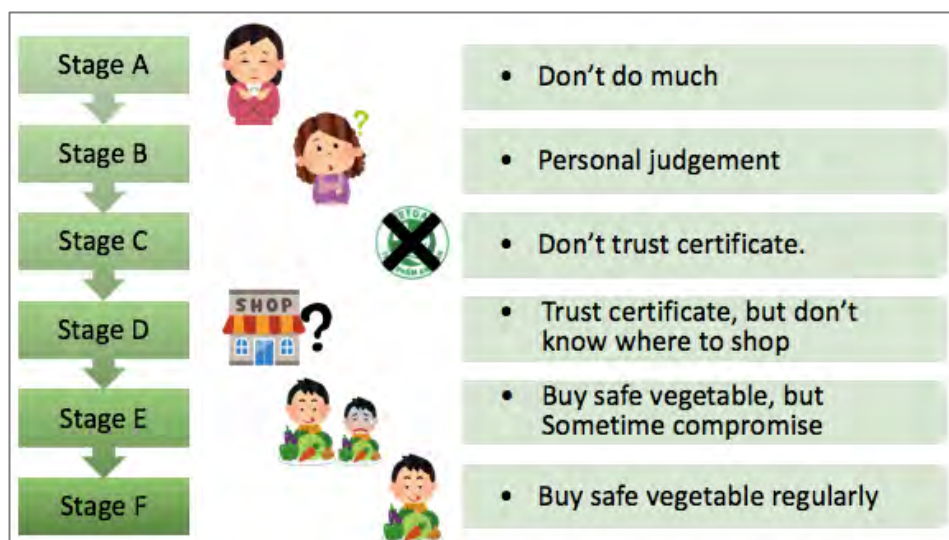 Stage A
• Don't do much
Stage B
• Personal judgement
Stage C
• Don't trust certificate.
Stage D
SHOP
?
• Trust certificate, but don't
know where to shop
Stage E
• Buy safe vegetable, but
Sometime compromise
Stage F
• Buy safe vegetable regularly